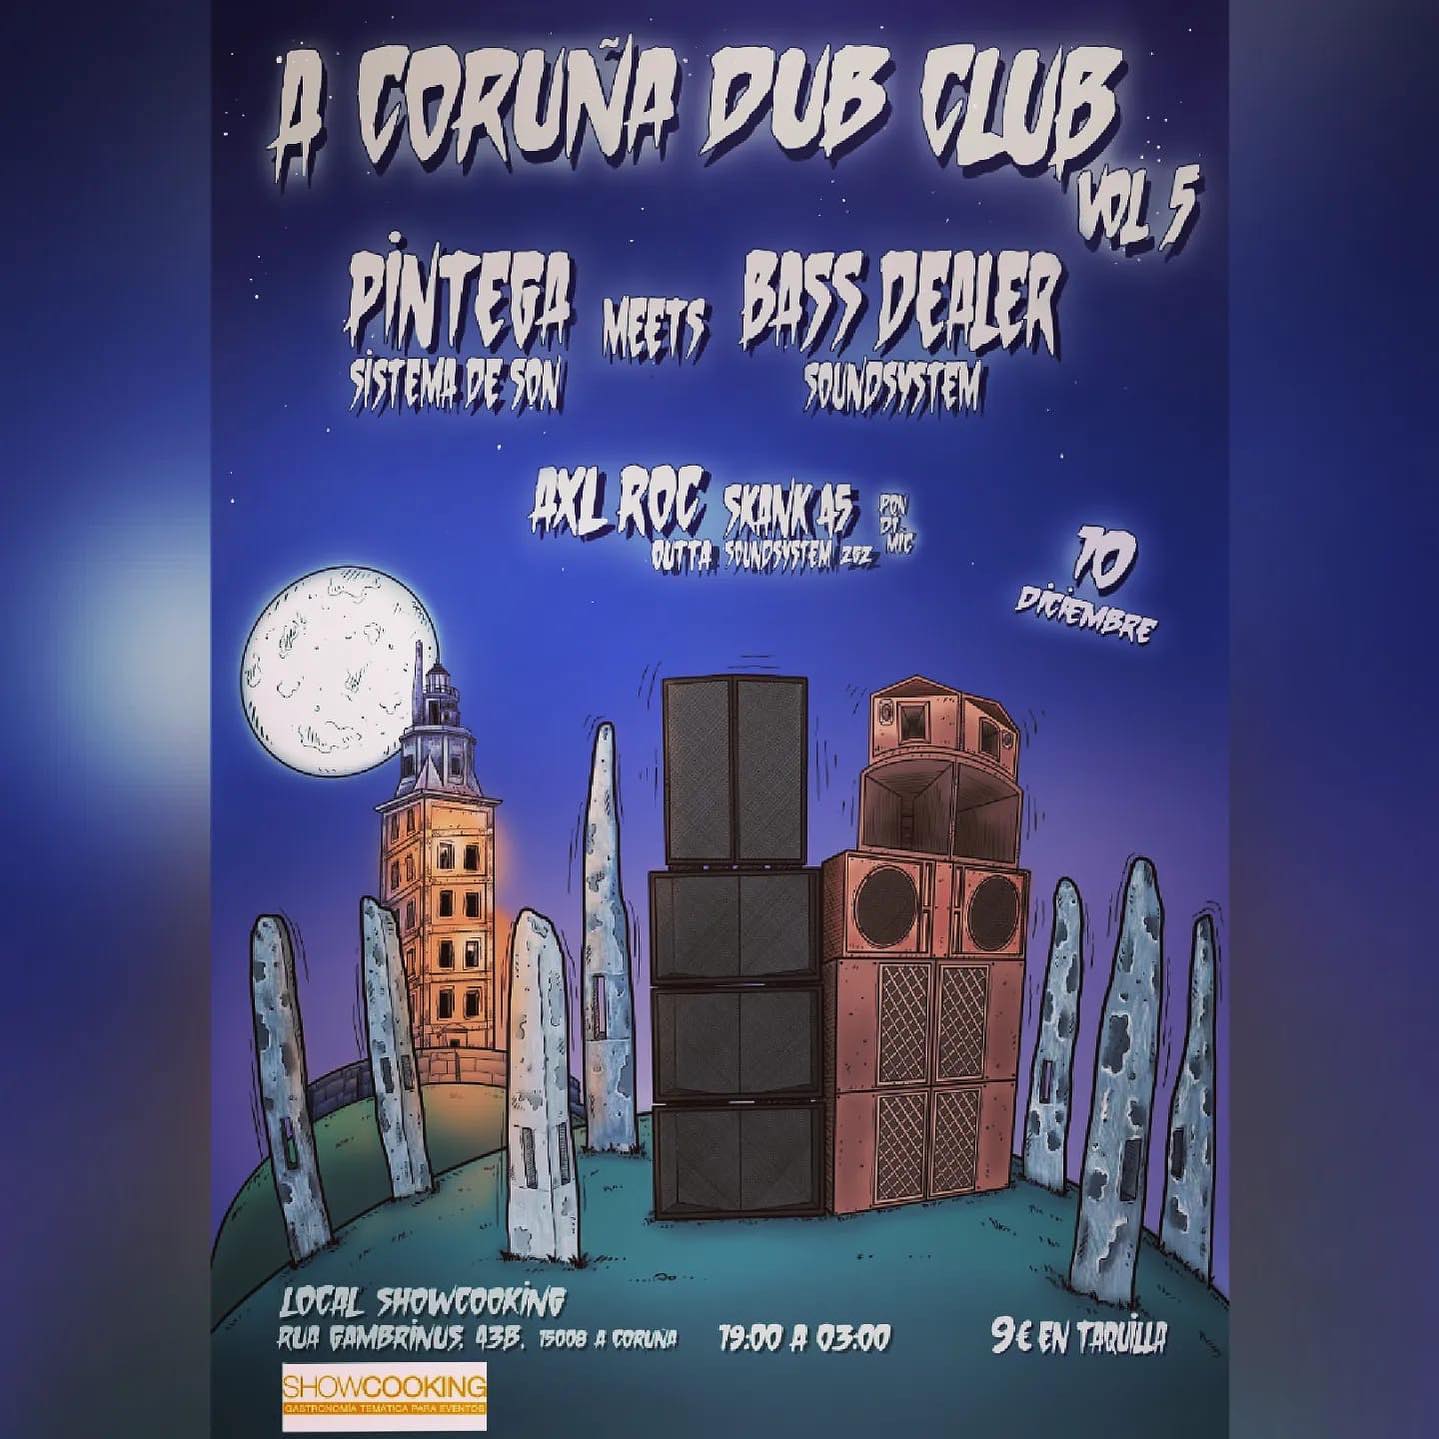 A CORUÑA DUB CLUB
VOL 5
PINTEGA MEETS BASS DEALER
SISTEMA DE SON SOUNDSYSTEM
AXL ROC SKANK 45 PON DI MIC
OUTTA SOUNDSYSTEM ZGZ
10
DICIEMBRE
LOCAL SHOWCOOKING
RUA GAMBRINUS, 43B. 15008 A CORUÑA 19:00 A 03:00 9€ EN TAQUILLA
SHOWCOOKING
GASTRONOMÍA TEMÁTICA PARA EVENTOS